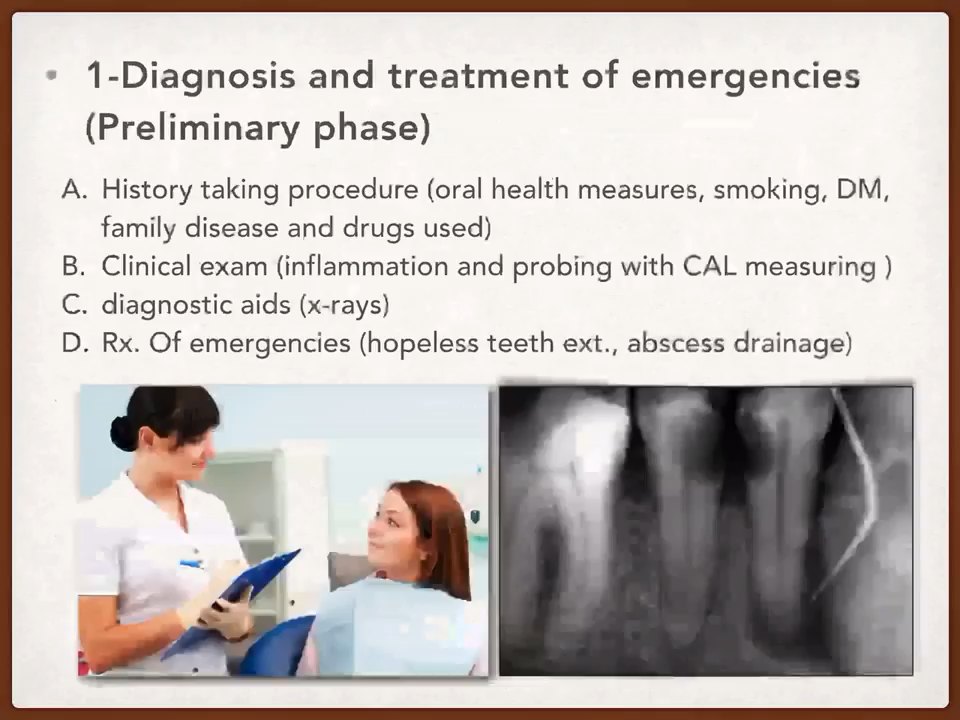 • 1-Diagnosis and treatment of emergencies
(Preliminary phase)
A. History taking procedure (oral health measures, smoking, DM,
family disease and drugs used)
B. Clinical exam (inflammation and probing with CAL measuring )
C. diagnostic aids (x-rays)
D. Rx. Of emergencies (hopeless teeth ext., abscess drainage)